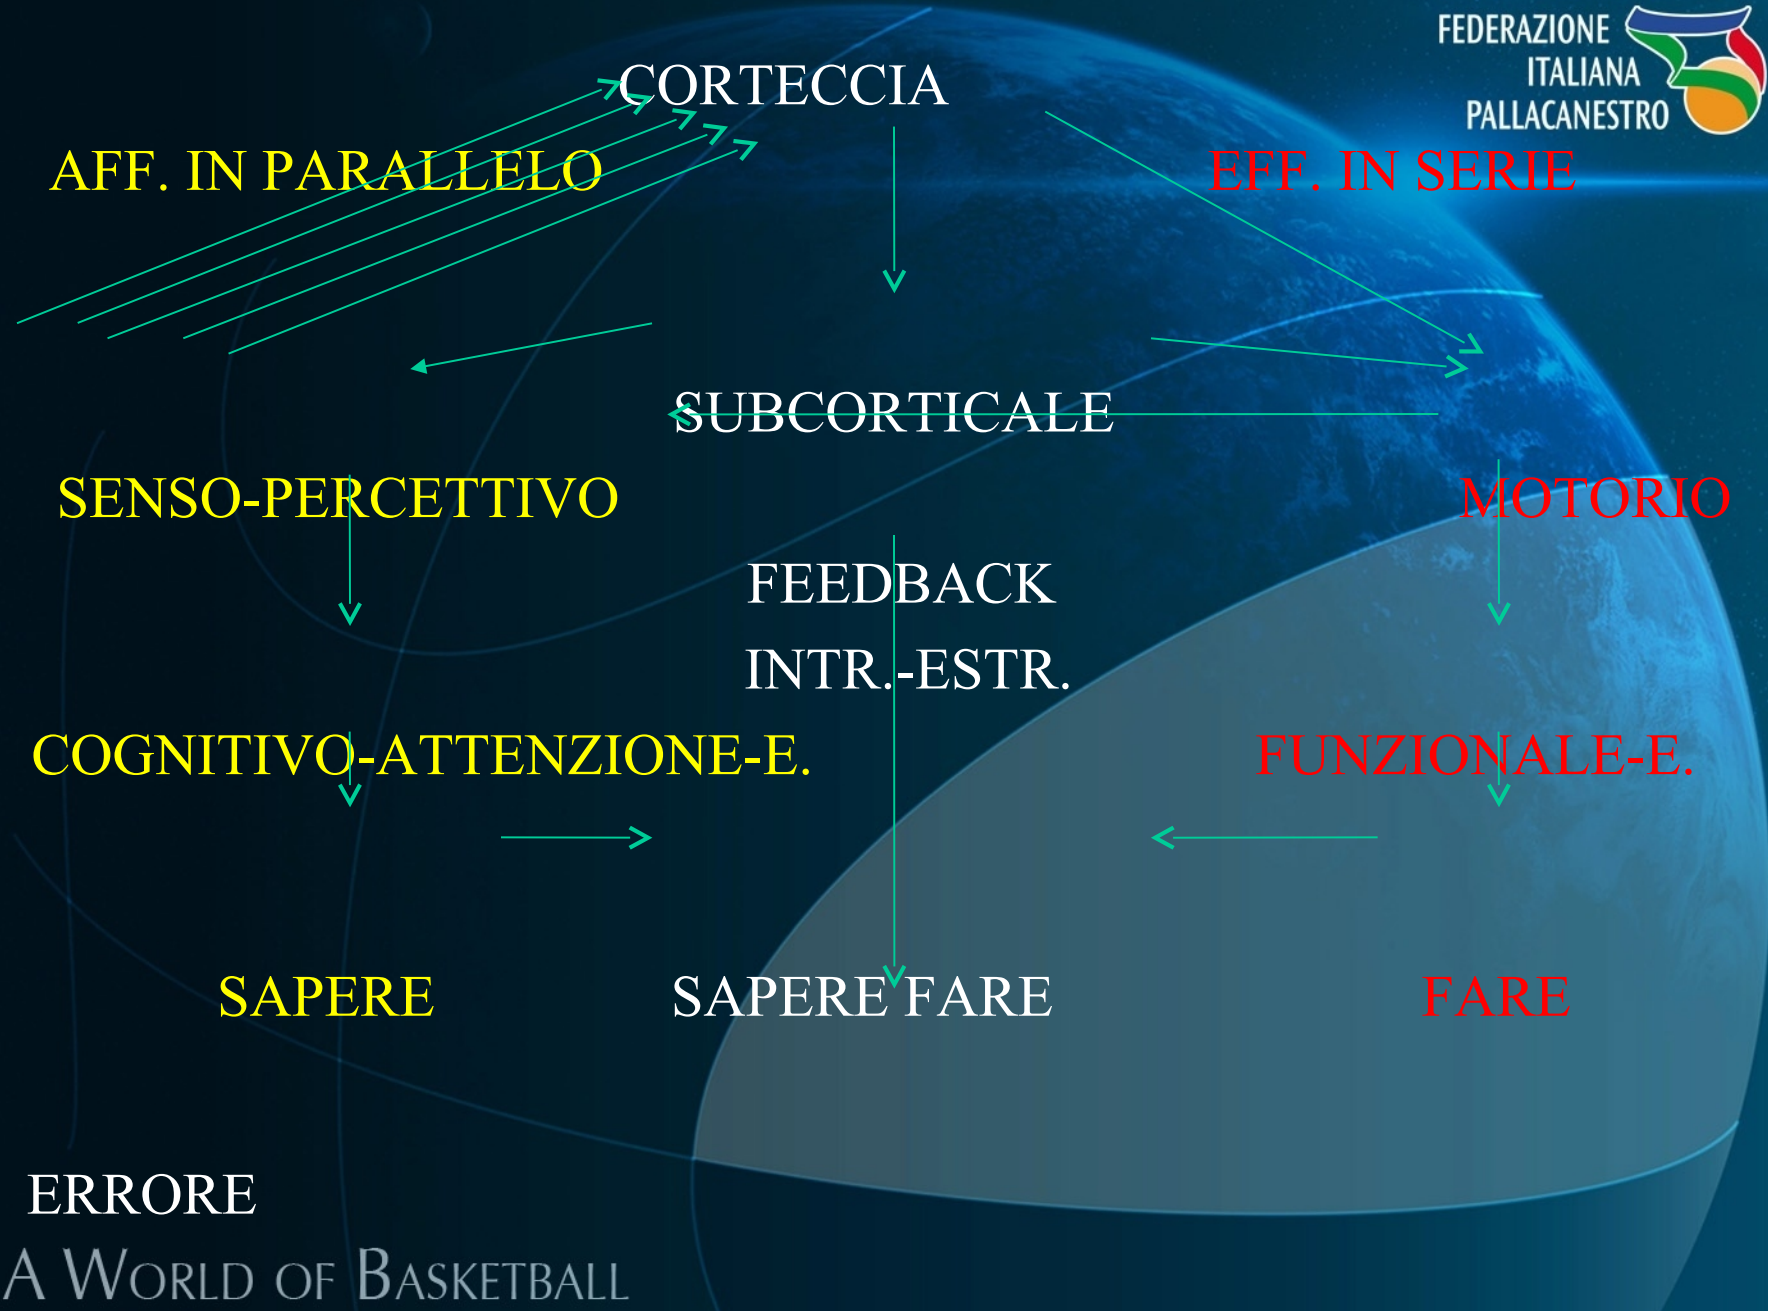 FEDERAZIONE
ITALIANA
PALLACANESTRO
CORTECCIA
AFF. IN PARALLELO EFF. IN SERIE
SUBCORTICALE
SENSO-PERCETTIVO MOTORIO
FEEDBACK
INTR.-ESTR.
COGNITIVO-ATTENZIONE-E. FUNZIONALE-E.
SAPERE SAPERE FARE FARE
ERRORE
A WORLD OF BASKETBALL